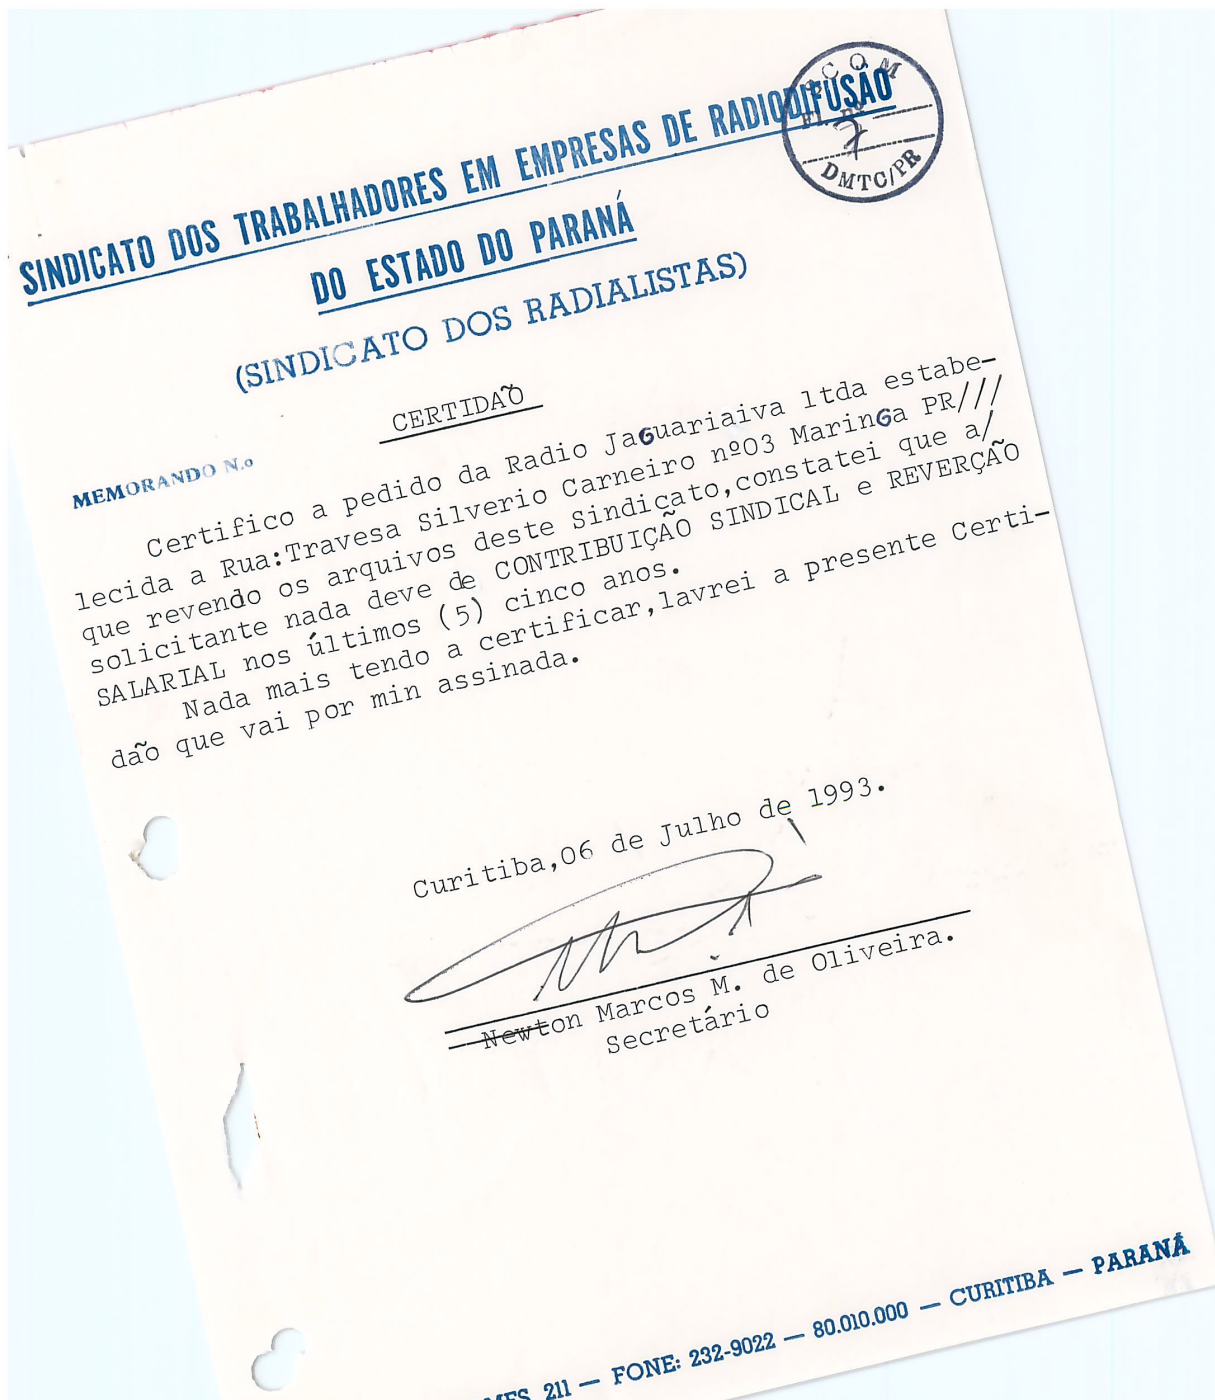 SINDICATO DOS TRABALHADORES EM EMPRESAS DE RADIODIFUSÃO
DO ESTADO DO PARANÁ
(SINDICATO DOS RADIALISTAS)
COM
Fl. nº
7
DMTC/PR
CERTIDAÕ
MEMORANDO N.o
Certifico a pedido da Radio Jaguariaiva ltda estabe-
lecida a Rua:Travesa Silverio Carneiro nº03 MarinGa PR///
que revendo os arquivos deste Sindicato,constatei que a/
solicitante nada deve de CONTRIBUIÇÃO SINDICAL e REVERÇÃO
SALARIAL nos últimos (5) cinco anos.
Nada mais tendo a certificar,lavrei a presente Certi-
daõ que vai por min assinada.
Curitiba,06 de Julho de 1993.
Newton Marcos M. de Oliveira.
Secretário
211 — FONE: 232-9022 — 80.010.000 — CURITIBA — PARANÁ